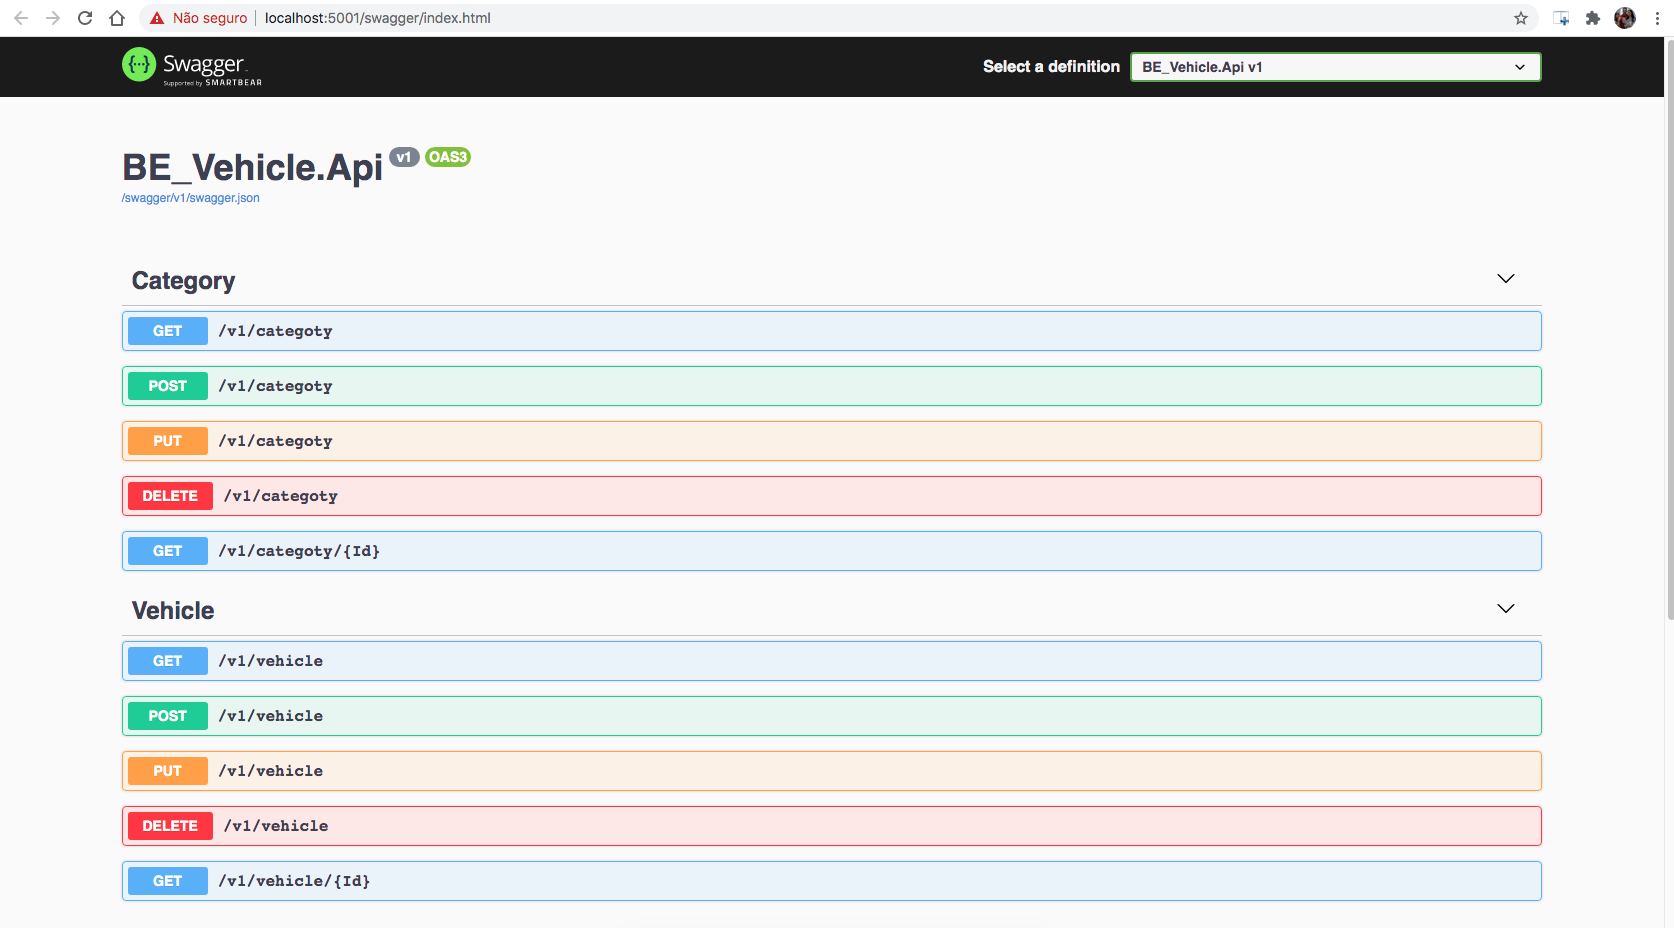 Não seguro localhost:5001/swagger/index.html
Swagger
Supported by SMARTBEAR
Select a definition BE_Vehicle.Api v1
BE_Vehicle.Api v1 OAS3
/swagger/v1/swagger.json
Category
GET /v1/categoty
POST /v1/categoty
PUT /v1/categoty
DELETE /v1/categoty
GET /v1/categoty/{Id}
Vehicle
GET /v1/vehicle
POST /v1/vehicle
PUT /v1/vehicle
DELETE /v1/vehicle
GET /v1/vehicle/{Id}